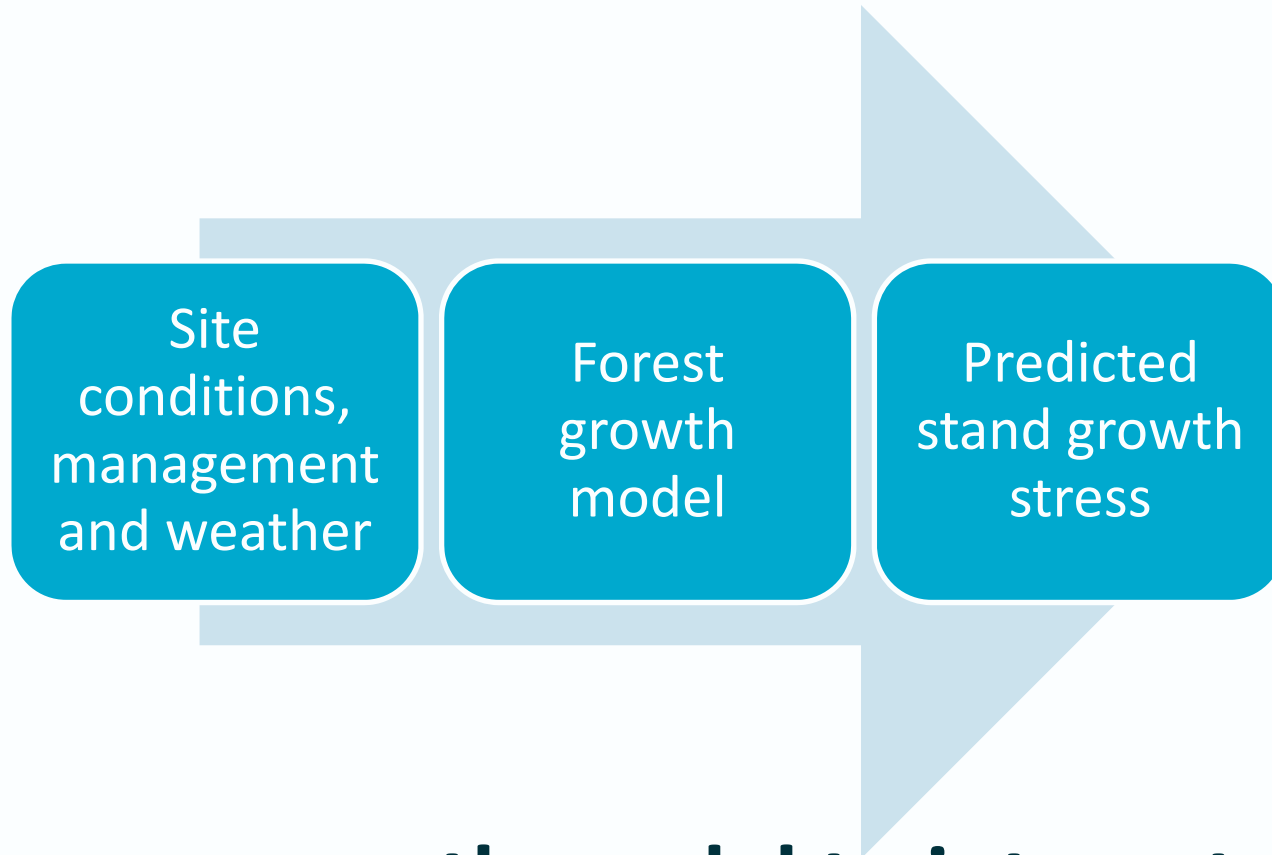 Site
conditions,
management
and weather
Forest
growth
model
Predicted
stand growth
stress